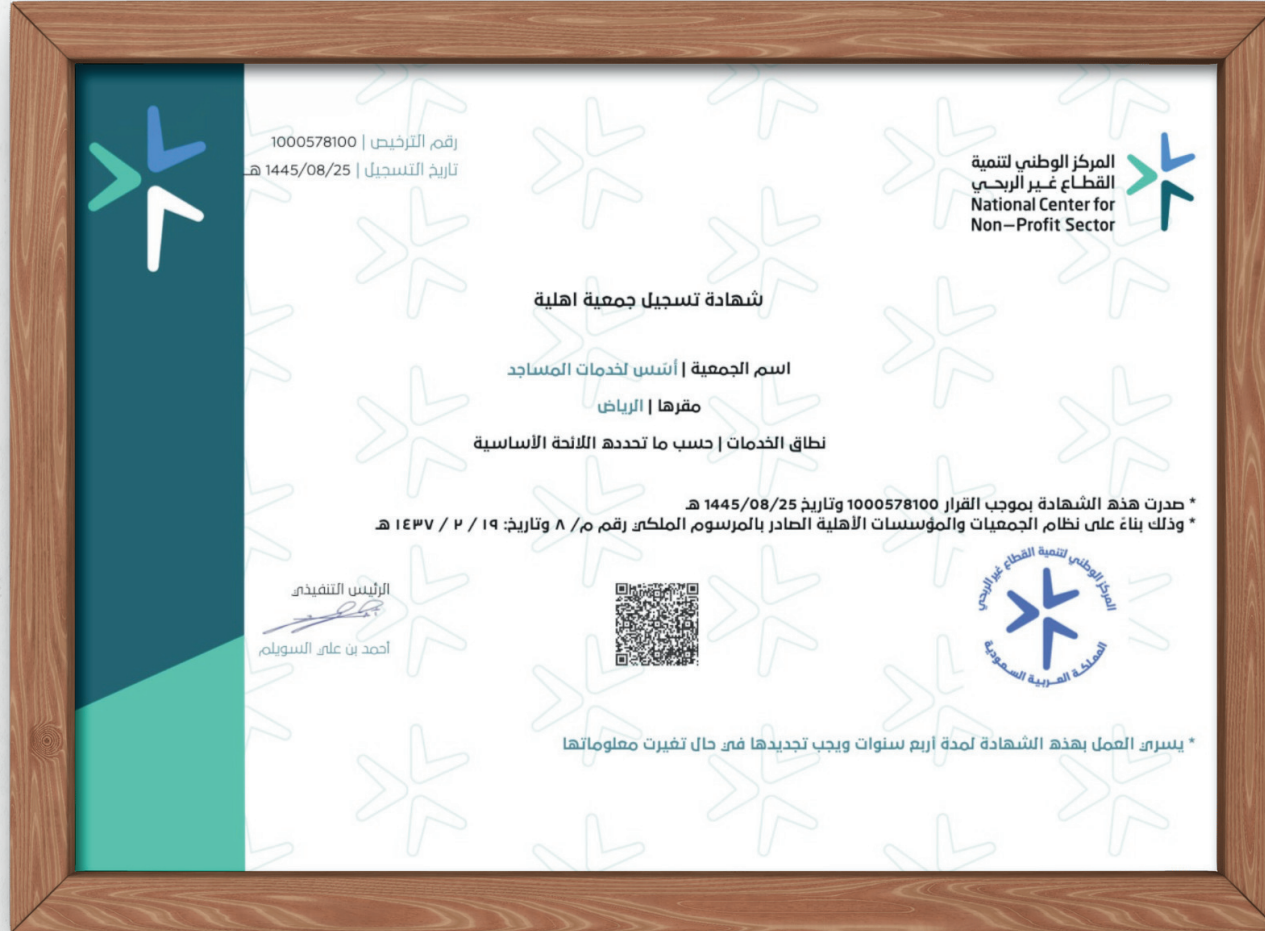 رقم الترخيص | 1000578100
تاريخ التسجيل | 1445/08/25 هـ
المركز الوطني لتنمية
القطـاع غـير الربحـي
National Center for
Non–Profit Sector
شهادة تسجيل جمعية اهلية
اسم الجمعية | أسّس لخدمات المساجد
مقرها | الرياض
نطاق الخدمات | حسب ما تحدده اللائحة الأساسية
* صدرت هذه الشهادة بموجب القرار 1000578100 وتاريخ 1445/08/25 هـ
* وذلك بناءً على نظام الجمعيات والمؤسسات الأهلية الصادر بالمرسوم الملكي رقم م/ ٨ وتاريخ: ١٩ / ٢ / ١٤٣٧ هـ
المركز الوطني لتنمية القطاع غير الربحي
المملكة العربية السعودية
الرئيس التنفيذي
أحمد بن علي السويلم
* يسري العمل بهذه الشهادة لمدة أربع سنوات ويجب تجديدها في حال تغيرت معلوماتها